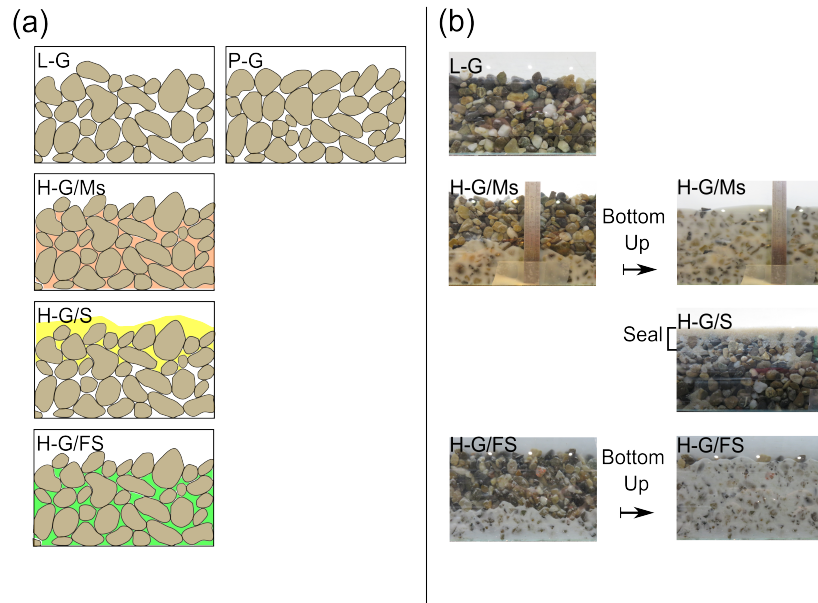 (a)
L-G
P-G
H-G/Ms
H-G/S
H-G/FS
(b)
L-G
H-G/Ms
Bottom
Up
H-G/Ms
Seal
H-G/S
H-G/FS
Bottom
Up
H-G/FS